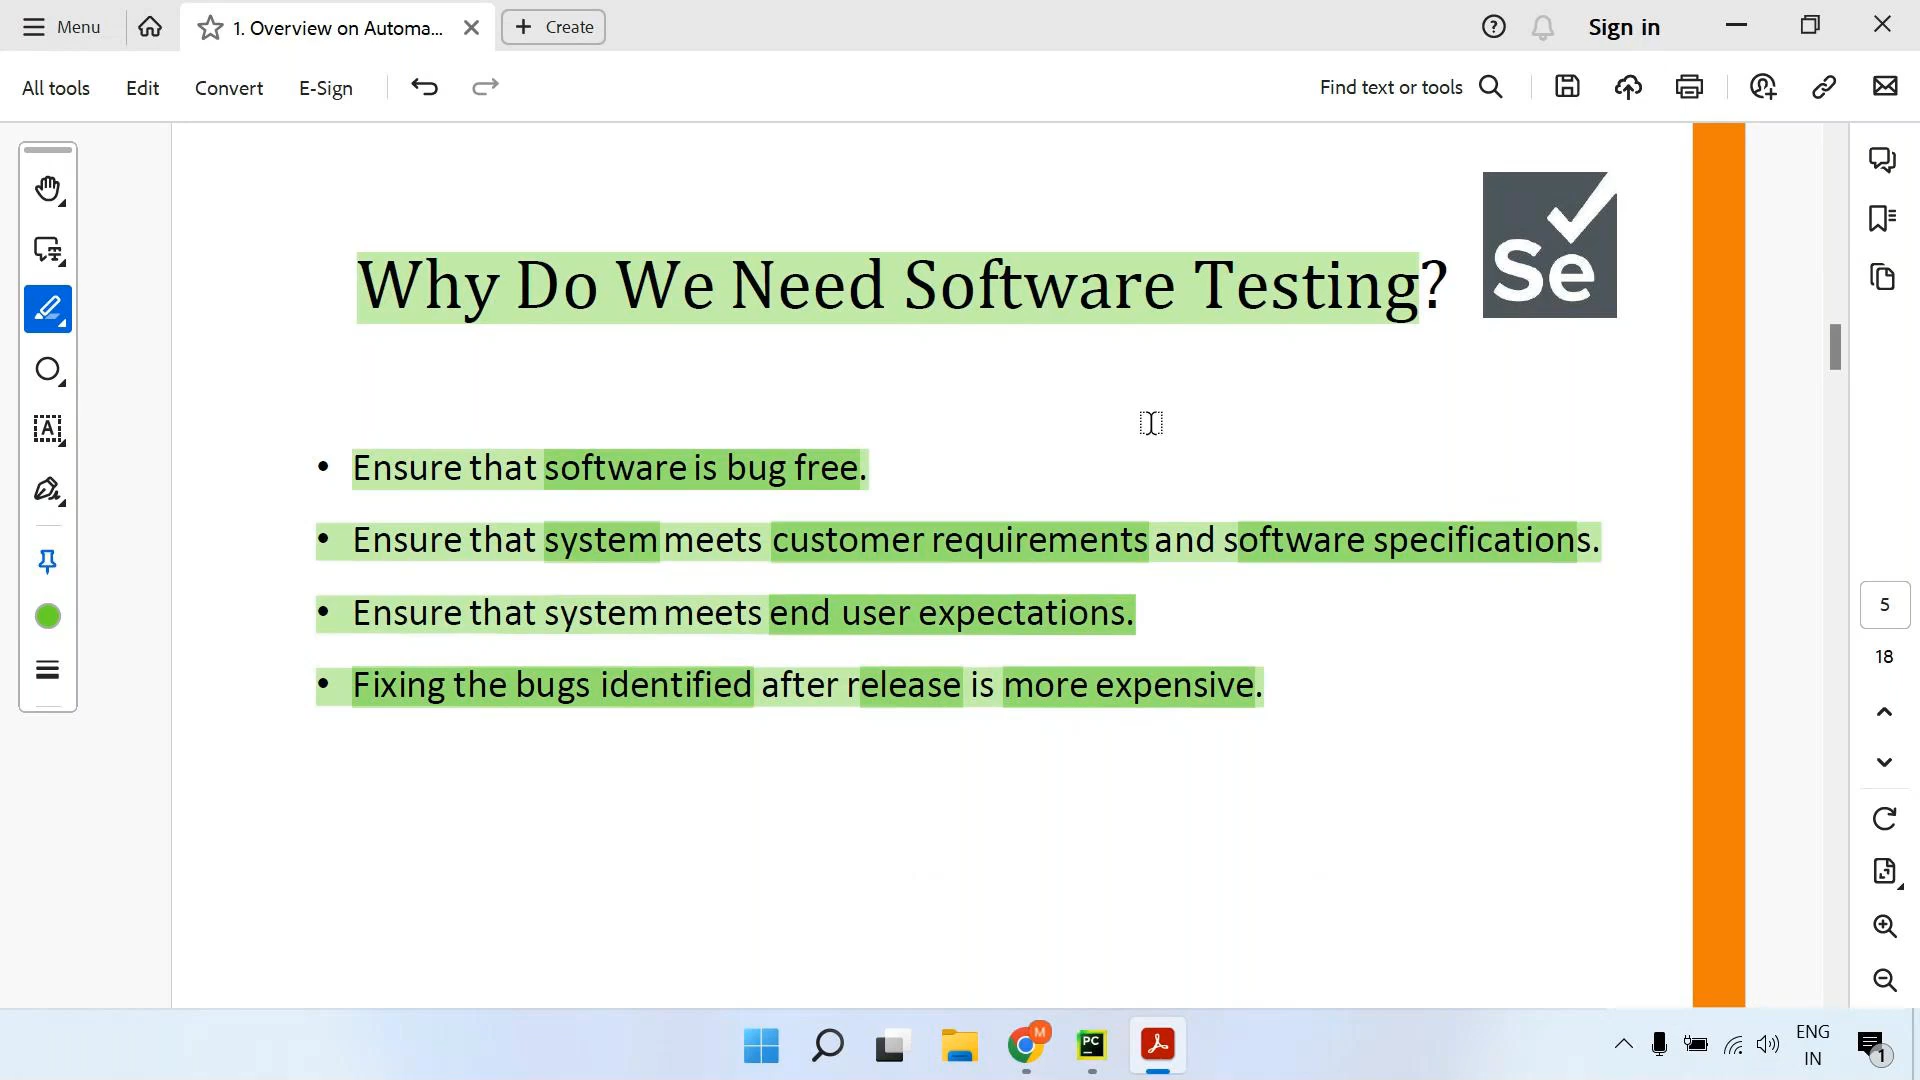 Menu
1. Overview on Automa...
Create
Sign in
All tools
Edit
Convert
E-Sign
Find text or tools
Why Do We Need Software Testing?
Se
• Ensure that software is bug free.
• Ensure that system meets customer requirements and software specifications.
• Ensure that system meets end user expectations.
• Fixing the bugs identified after release is more expensive.
5
18
A
M
PC
ENG
IN
1